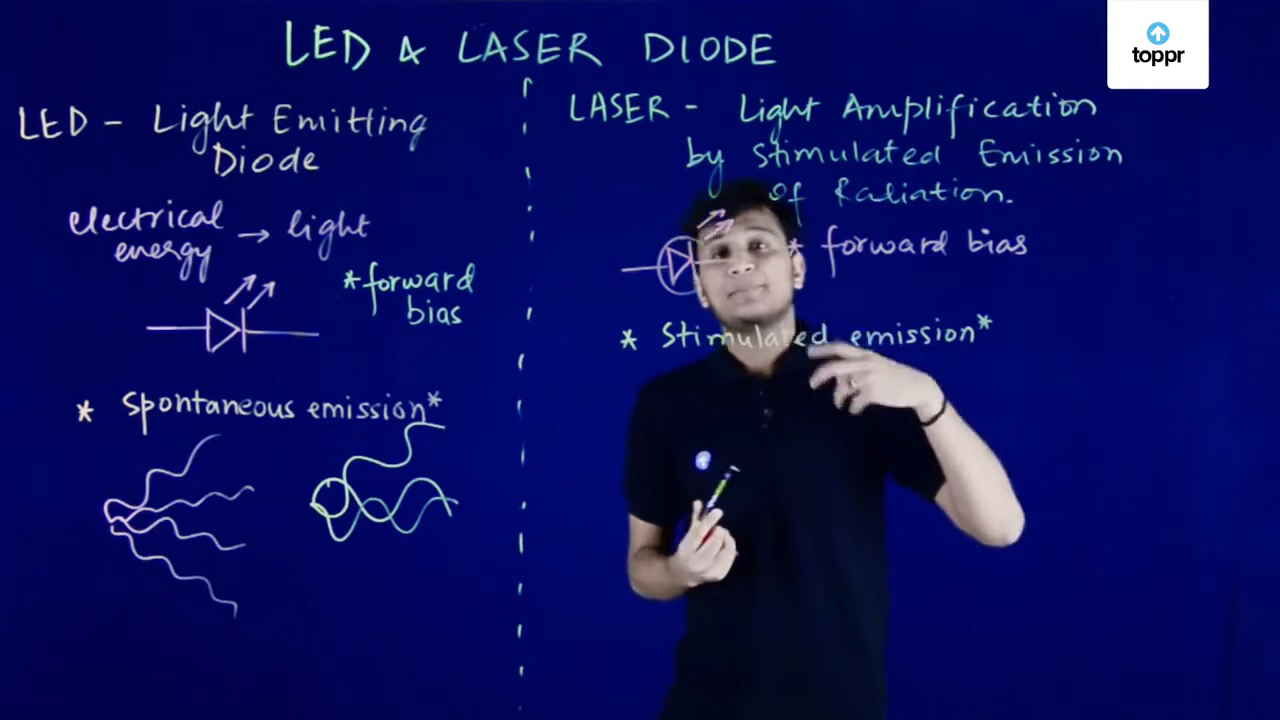 LED & LASER DIODE
toppr
LED - Light Emitting
Diode
electrical
energy → light
*forward
bias
* Spontaneous emission*
LASER - Light Amplification
by Stimulated Emission
of Radiation.
* forward bias
* Stimulated emission*